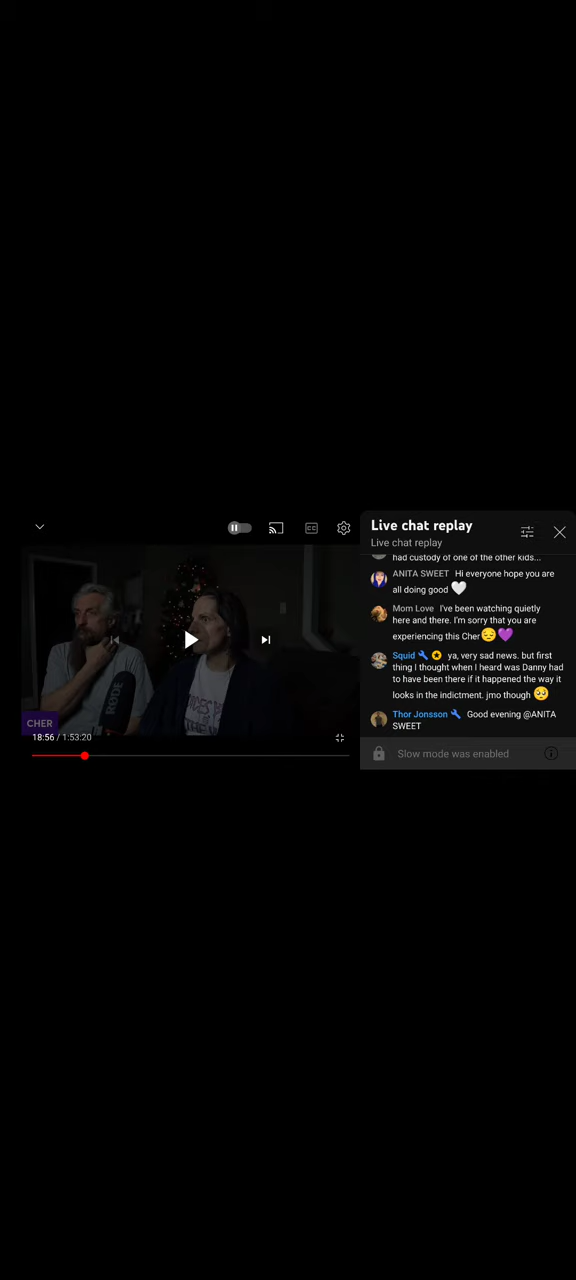 Live chat replay
Live chat replay
had custody of one of the other kids...
ANITA SWEET Hi everyone hope you are
all doing good 🤍
Mom Love I've been watching quietly
here and there. I'm sorry that you are
experiencing this Cher😔💜
Squid ya, very sad news. but first
thing I thought when I heard was Danny had
to have been there if it happened the way it
looks in the indictment. jmo though 🥺
Thor Jonsson Good evening @ANITA
SWEET
Slow mode was enabled
CC
RØDE
CHER
18:56 / 1:53:20